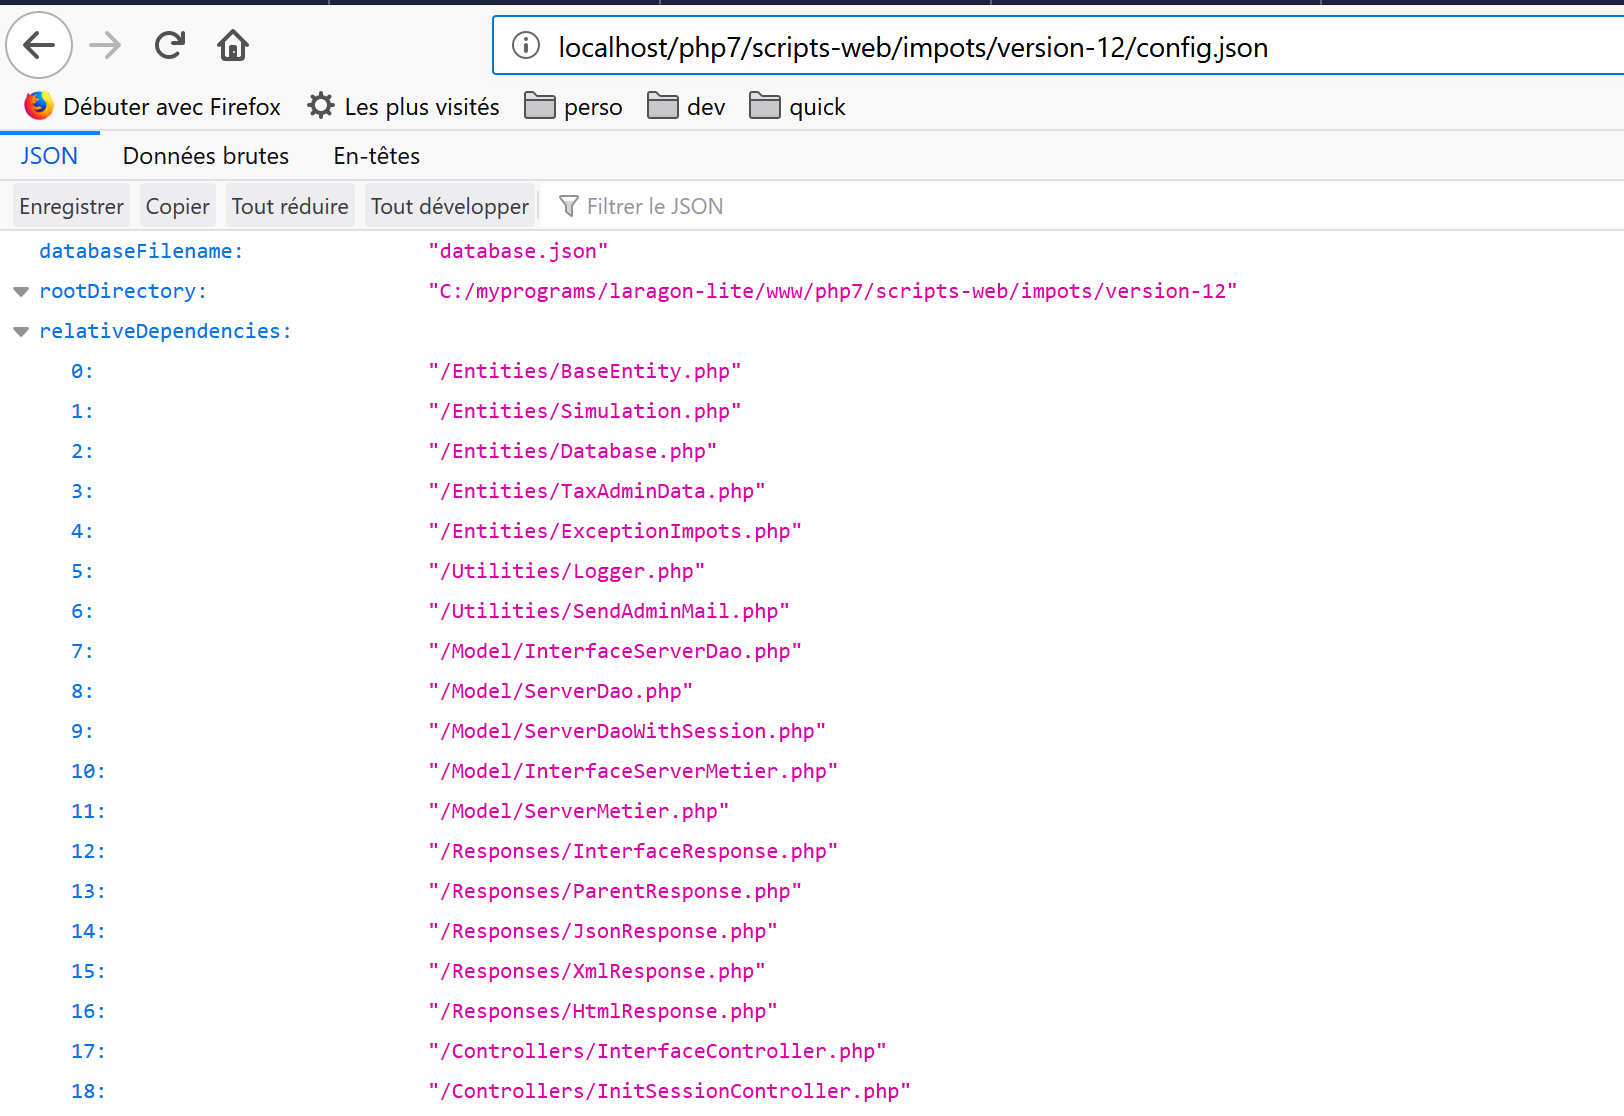 localhost/php7/scripts-web/impots/version-12/config.json
Débuter avec Firefox Les plus visités perso dev quick
JSON Données brutes En-têtes
Enregistrer Copier Tout réduire Tout développer Filtrer le JSON
databaseFilename: "database.json"
rootDirectory: "C:/myprograms/laragon-lite/www/php7/scripts-web/impots/version-12"
relativeDependencies:
0: "/Entities/BaseEntity.php"
1: "/Entities/Simulation.php"
2: "/Entities/Database.php"
3: "/Entities/TaxAdminData.php"
4: "/Entities/ExceptionImpots.php"
5: "/Utilities/Logger.php"
6: "/Utilities/SendAdminMail.php"
7: "/Model/InterfaceServerDao.php"
8: "/Model/ServerDao.php"
9: "/Model/ServerDaoWithSession.php"
10: "/Model/InterfaceServerMetier.php"
11: "/Model/ServerMetier.php"
12: "/Responses/InterfaceResponse.php"
13: "/Responses/ParentResponse.php"
14: "/Responses/JsonResponse.php"
15: "/Responses/XmlResponse.php"
16: "/Responses/HtmlResponse.php"
17: "/Controllers/InterfaceController.php"
18: "/Controllers/InitSessionController.php"